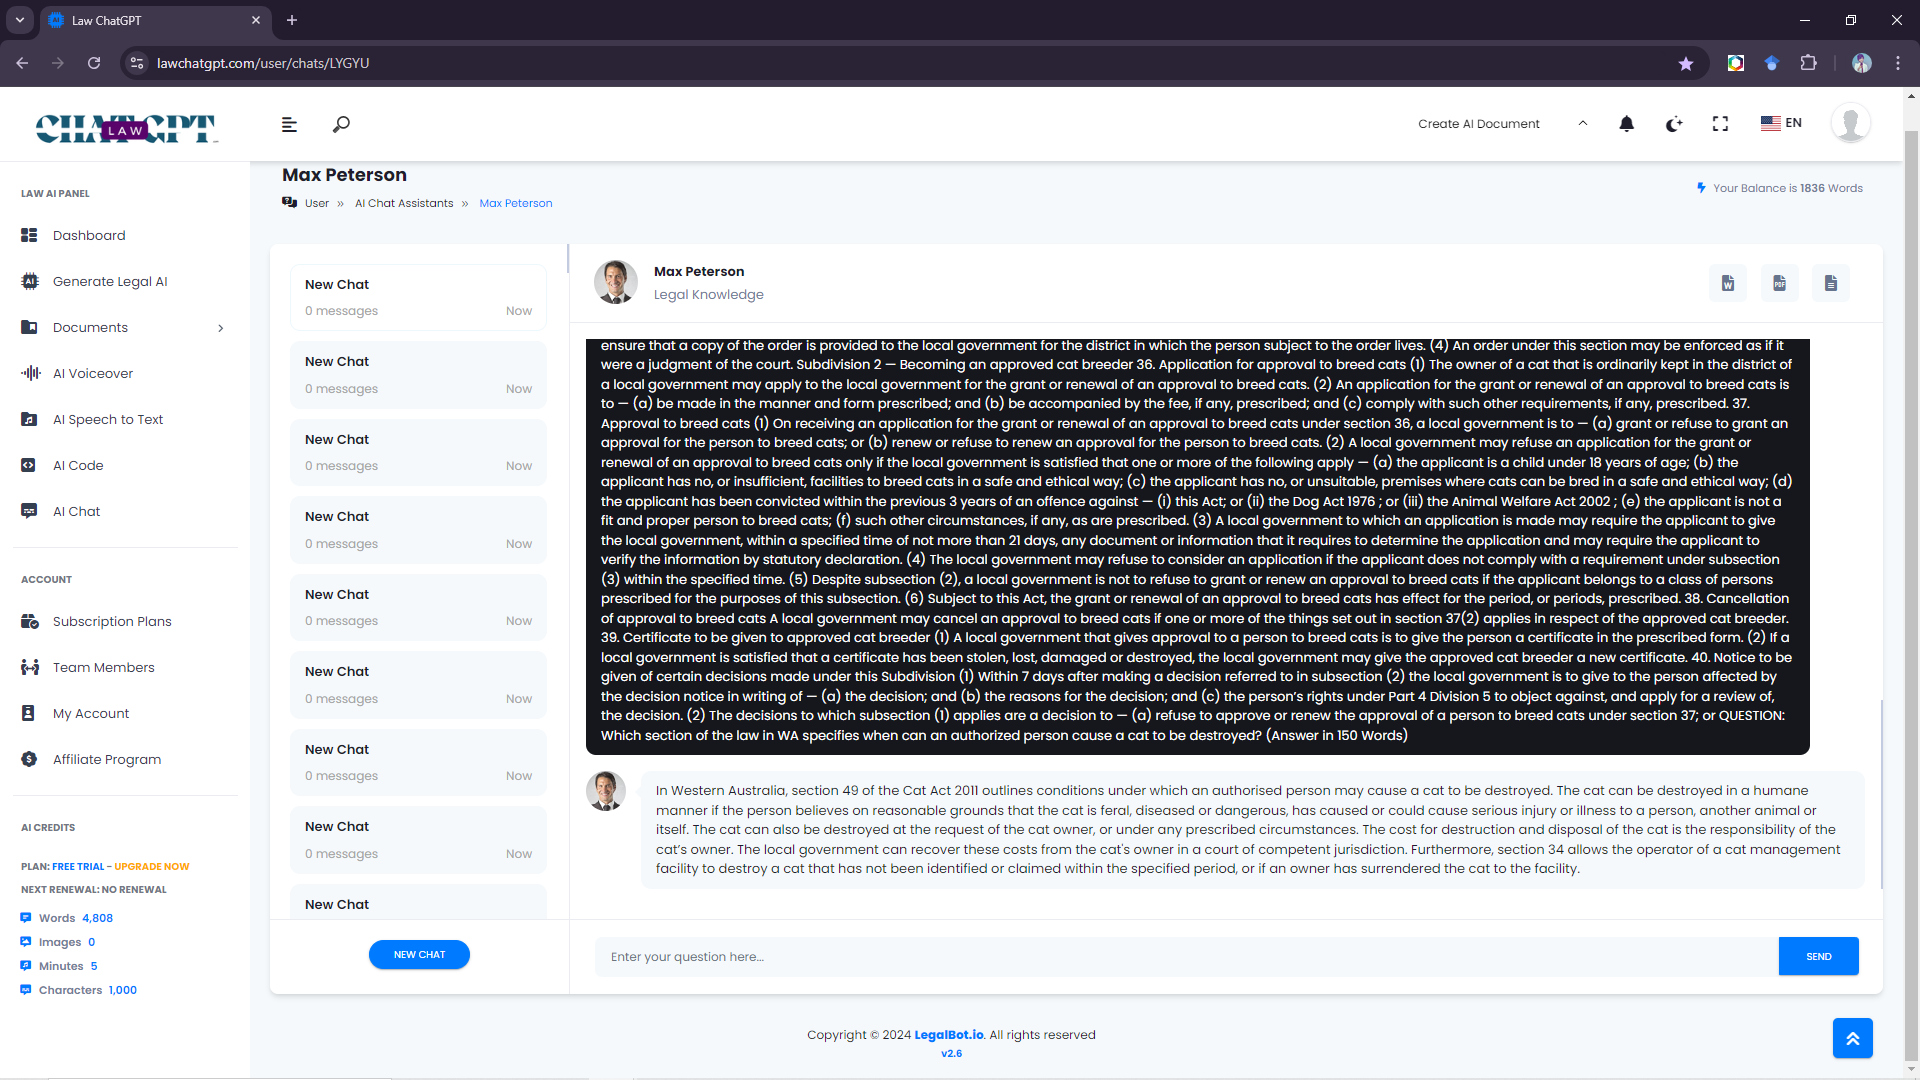 Law ChatGPT
lawchatgpt.com/user/chats/LYGYU
CHATGPT
LAW
Create AI Document
EN
LAW AI PANEL
Dashboard
Generate Legal AI
Documents
AI Voiceover
AI Speech to Text
AI Code
AI Chat
ACCOUNT
Subscription Plans
Team Members
My Account
Affiliate Program
AI CREDITS
PLAN: FREE TRIAL - UPGRADE NOW
NEXT RENEWAL: NO RENEWAL
Words 4,808
Images 0
Minutes 5
Characters 1,000
Max Peterson
User » AI Chat Assistants » Max Peterson
Your Balance is 1836 Words
New Chat
0 messages Now
New Chat
0 messages Now
New Chat
0 messages Now
New Chat
0 messages Now
New Chat
0 messages Now
New Chat
0 messages Now
New Chat
0 messages Now
New Chat
0 messages Now
New Chat
NEW CHAT
Max Peterson
Legal Knowledge
ensure that a copy of the order is provided to the local government for the district in which the person subject to the order lives. (4) An order under this section may be enforced as if it
were a judgment of the court. Subdivision 2 — Becoming an approved cat breeder 36. Application for approval to breed cats (1) The owner of a cat that is ordinarily kept in the district of
a local government may apply to the local government for the grant or renewal of an approval to breed cats. (2) An application for the grant or renewal of an approval to breed cats is
to — (a) be made in the manner and form prescribed; and (b) be accompanied by the fee, if any, prescribed; and (c) comply with such other requirements, if any, prescribed. 37.
Approval to breed cats (1) On receiving an application for the grant or renewal of an approval to breed cats under section 36, a local government is to — (a) grant or refuse to grant an
approval for the person to breed cats; or (b) renew or refuse to renew an approval for the person to breed cats. (2) A local government may refuse an application for the grant or
renewal of an approval to breed cats only if the local government is satisfied that one or more of the following apply — (a) the applicant is a child under 18 years of age; (b) the
applicant has no, or insufficient, facilities to breed cats in a safe and ethical way; (c) the applicant has no, or unsuitable, premises where cats can be bred in a safe and ethical way; (d)
the applicant has been convicted within the previous 3 years of an offence against — (i) this Act; or (ii) the Dog Act 1976 ; or (iii) the Animal Welfare Act 2002 ; (e) the applicant is not a
fit and proper person to breed cats; (f) such other circumstances, if any, as are prescribed. (3) A local government to which an application is made may require the applicant to give
the local government, within a specified time of not more than 21 days, any document or information that it requires to determine the application and may require the applicant to
verify the information by statutory declaration. (4) The local government may refuse to consider an application if the applicant does not comply with a requirement under subsection
(3) within the specified time. (5) Despite subsection (2), a local government is not to refuse to grant or renew an approval to breed cats if the applicant belongs to a class of persons
prescribed for the purposes of this subsection. (6) Subject to this Act, the grant or renewal of an approval to breed cats has effect for the period, or periods, prescribed. 38. Cancellation
of approval to breed cats A local government may cancel an approval to breed cats if one or more of the things set out in section 37(2) applies in respect of the approved cat breeder.
39. Certificate to be given to approved cat breeder (1) A local government that gives approval to a person to breed cats is to give the person a certificate in the prescribed form. (2) If a
local government is satisfied that a certificate has been stolen, lost, damaged or destroyed, the local government may give the approved cat breeder a new certificate. 40. Notice to be
given of certain decisions made under this Subdivision (1) Within 7 days after making a decision referred to in subsection (2) the local government is to give to the person affected by
the decision notice in writing of — (a) the decision; and (b) the reasons for the decision; and (c) the person’s rights under Part 4 Division 5 to object against, and apply for a review of,
the decision. (2) The decisions to which subsection (1) applies are a decision to — (a) refuse to approve or renew the approval of a person to breed cats under section 37; or QUESTION:
Which section of the law in WA specifies when can an authorized person cause a cat to be destroyed? (Answer in 150 Words)
In Western Australia, section 49 of the Cat Act 2011 outlines conditions under which an authorised person may cause a cat to be destroyed. The cat can be destroyed in a humane
manner if the person believes on reasonable grounds that the cat is feral, diseased or dangerous, has caused or could cause serious injury or illness to a person, another animal or
itself. The cat can also be destroyed at the request of the cat owner, or under any prescribed circumstances. The cost for destruction and disposal of the cat is the responsibility of the
cat’s owner. The local government can recover these costs from the cat's owner in a court of competent jurisdiction. Furthermore, section 34 allows the operator of a cat management
facility to destroy a cat that has not been identified or claimed within the specified period, or if an owner has surrendered the cat to the facility.
Enter your question here...
SEND
Copyright © 2024 LegalBot.io. All rights reserved
v2.6